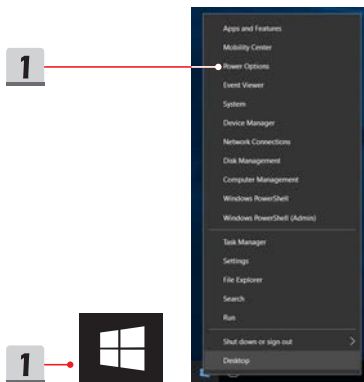 Apps and Features
Mobility Center
1
Power Options
Event Viewer
System
Device Manager
Network Connections
Disk Management
Computer Management
Windows PowerShell
Windows PowerShell (Admin)
Task Manager
Settings
File Explorer
Search
Run
Shut down or sign out
Desktop
1